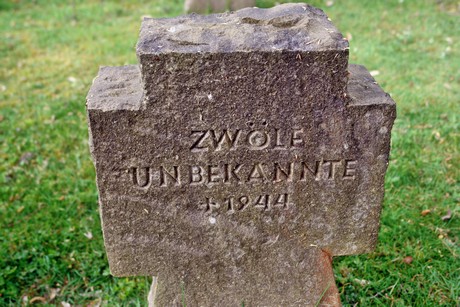 ZWÖLF
UNBEKANNTE
+ 1944